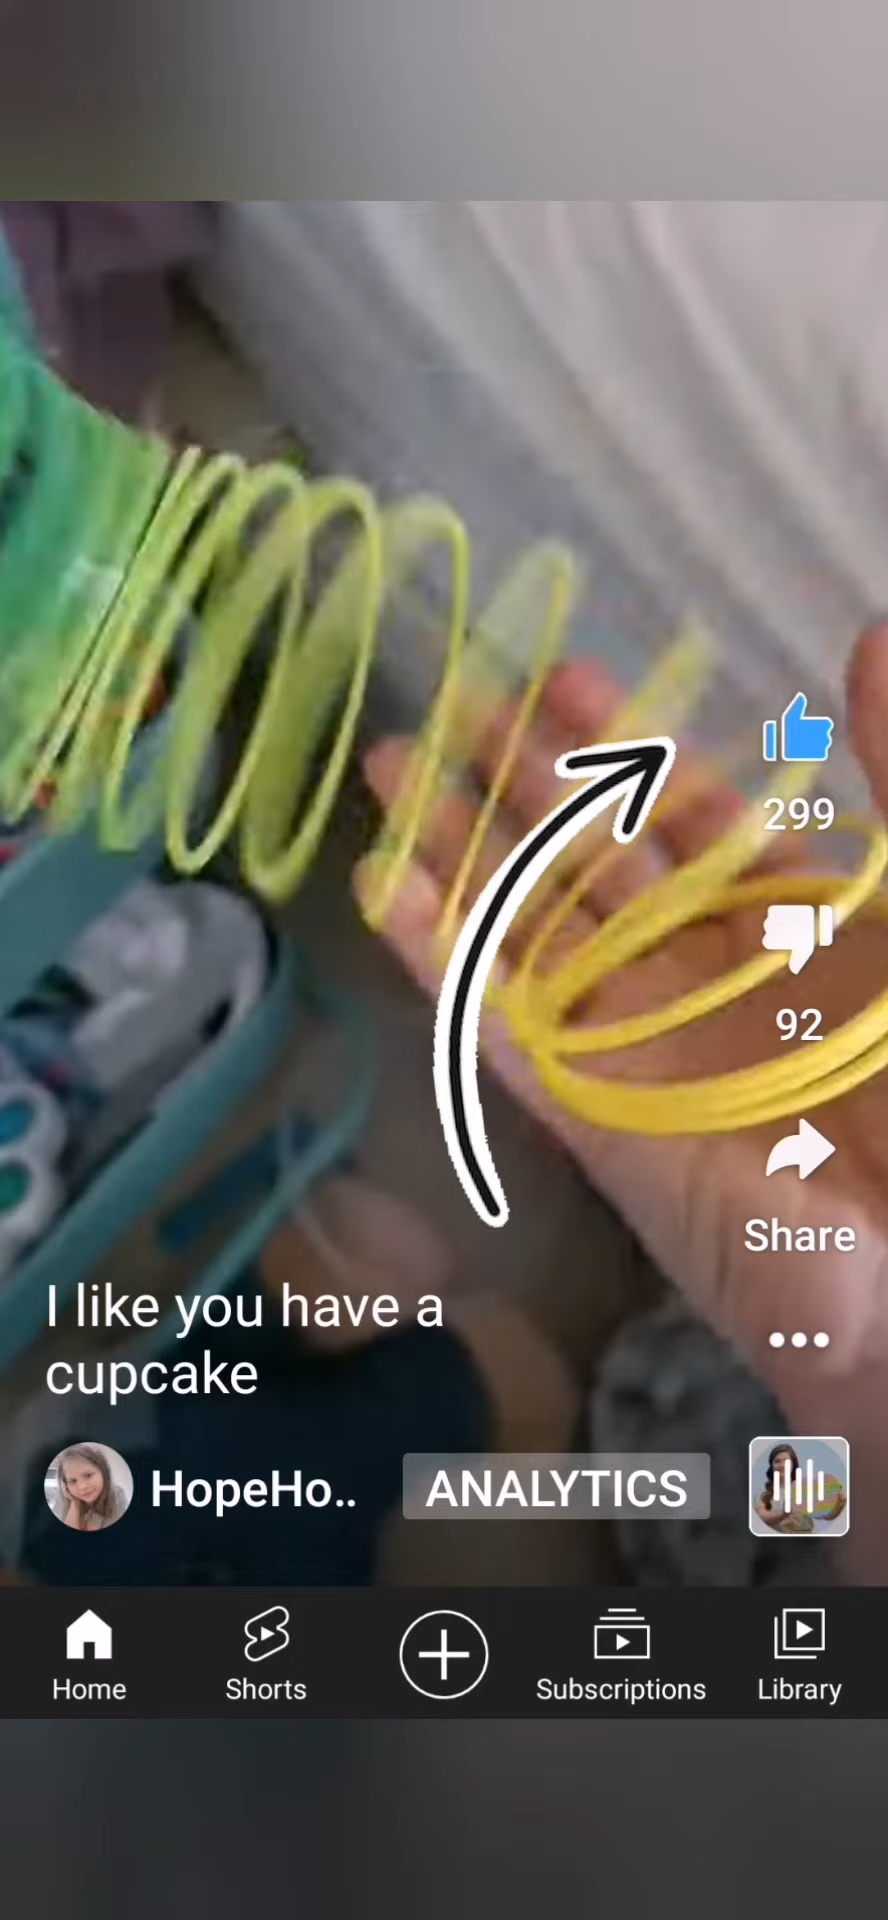 299
92
Share
I like you have a
cupcake
HopeHo..
ANALYTICS
Home
Shorts
Subscriptions
Library